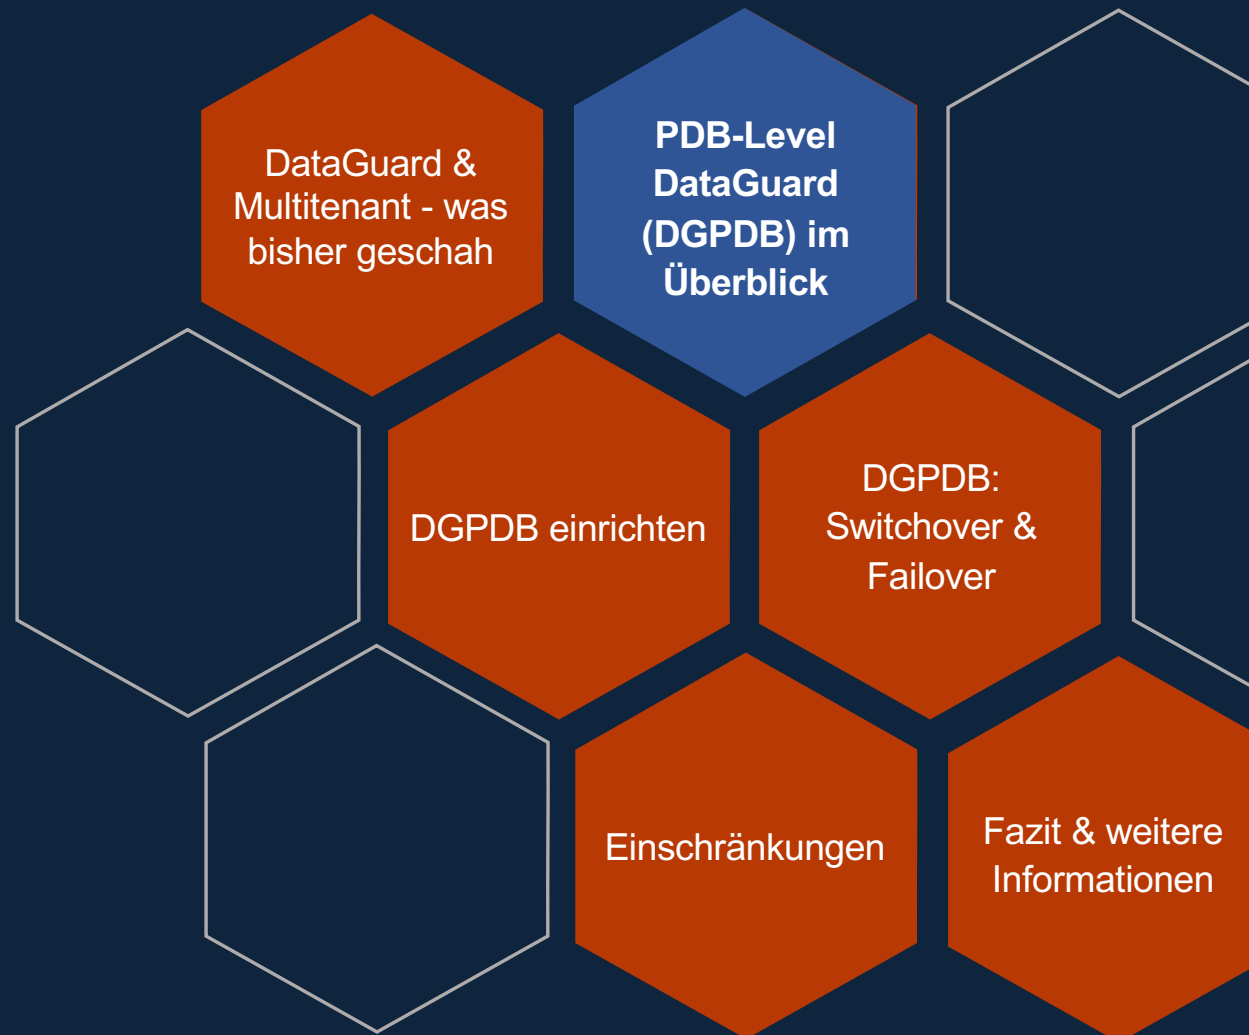 DataGuard &
Multitenant - was
bisher geschah
PDB-Level
DataGuard
(DGPDB) im
Überblick
DGPDB einrichten
DGPDB:
Switchover &
Failover
Einschränkungen
Fazit & weitere
Informationen